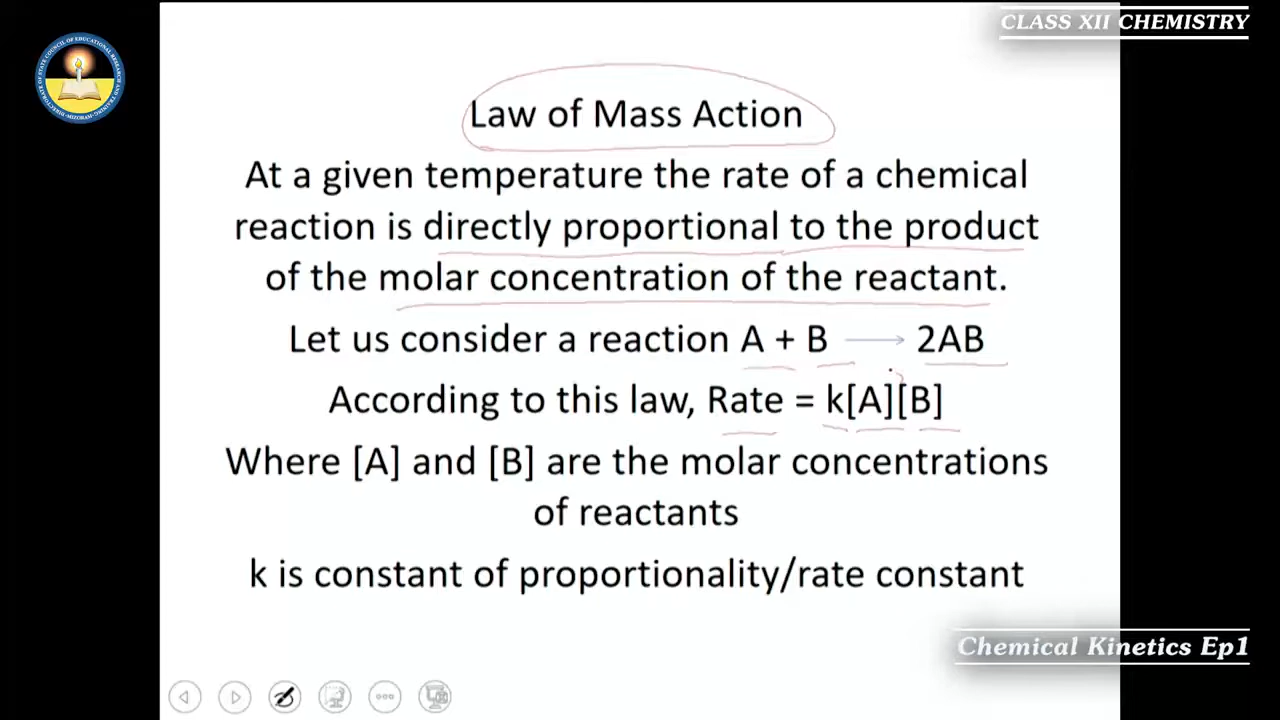 CLASS XII CHEMISTRY
Law of Mass Action
At a given temperature the rate of a chemical
reaction is directly proportional to the product
of the molar concentration of the reactant.
Let us consider a reaction A + B ⟶ 2AB
According to this law, Rate = k[A][B]
Where [A] and [B] are the molar concentrations
of reactants
k is constant of proportionality/rate constant
Chemical Kinetics Ep1